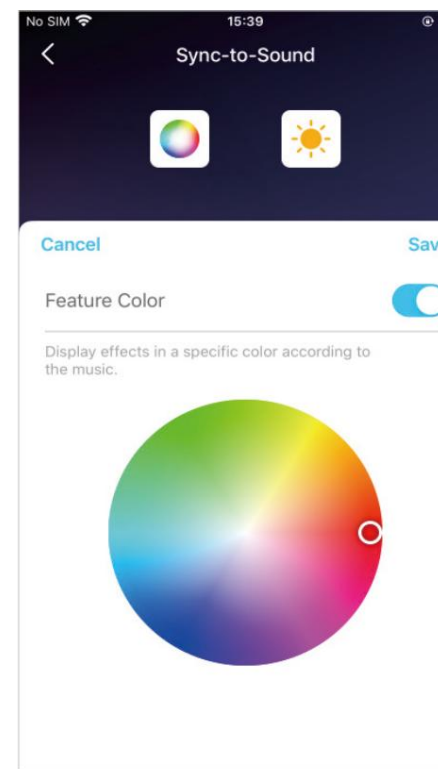 No SIM 15:39
Sync-to-Sound
Cancel Sav
Feature Color
Display effects in a specific color according to
the music.